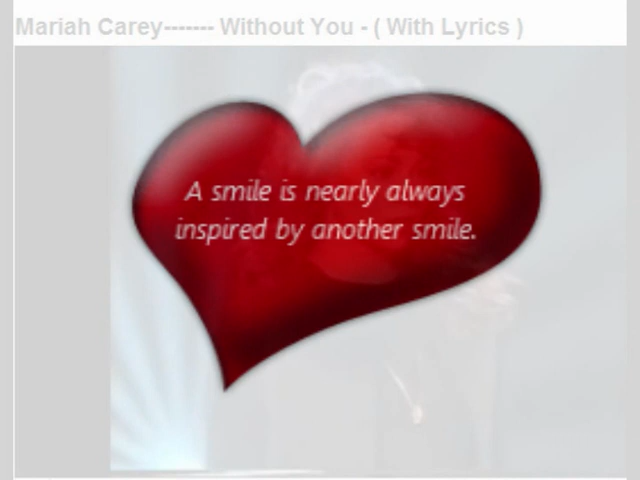 Mariah Carey------- Without You - ( With Lyrics )
A smile is nearly always
inspired by another smile.